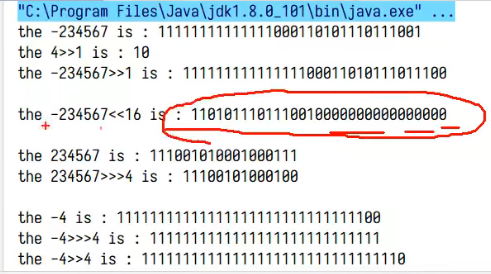 "C:\Program Files\Java\jdk1.8.0_101\bin\java.exe" ...
the -234567 is : 11111111111111000110101110111001
the 4>>1 is : 10
the -234567>>1 is : 11111111111111100011010111011100
the -234567<<16 is : 1101011101110010000000000000000
the 234567 is : 111001010001000111
the 234567>>>4 is : 11100101000100
the -4 is : 11111111111111111111111111111100
the -4>>>4 is : 1111111111111111111111111111
the -4>>4 is : 11111111111111111111111111111110